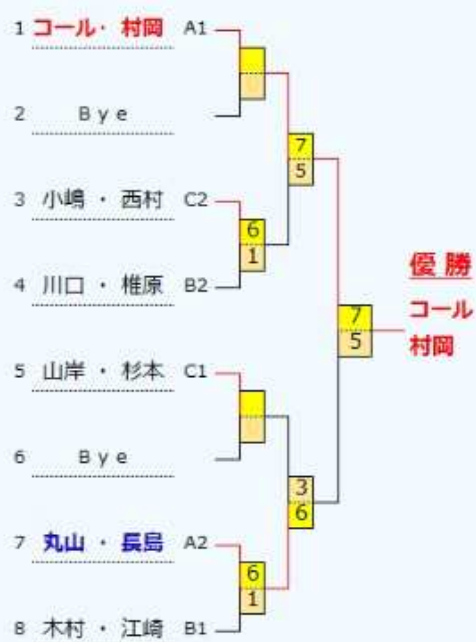 1 コール・ 村岡 A1
2 Bye
7
5
3 小嶋 ・ 西村 C2
6
1
4 川口 ・ 椎原 B2
優 勝
コール
村岡
7
5
5 山岸 ・ 杉本 C1
6 Bye
3
6
7 丸山 ・ 長島 A2
6
1
8 木村 ・ 江崎 B1